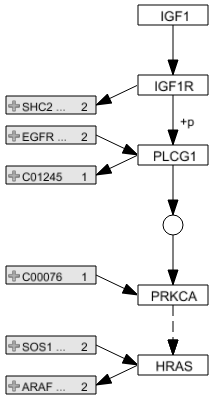 IGF1
IGF1R
SHC2 ... 2
+p
EGFR ... 2
PLCG1
C01245 1
C00076 1
PRKCA
SOS1 ... 2
HRAS
ARAF ... 2